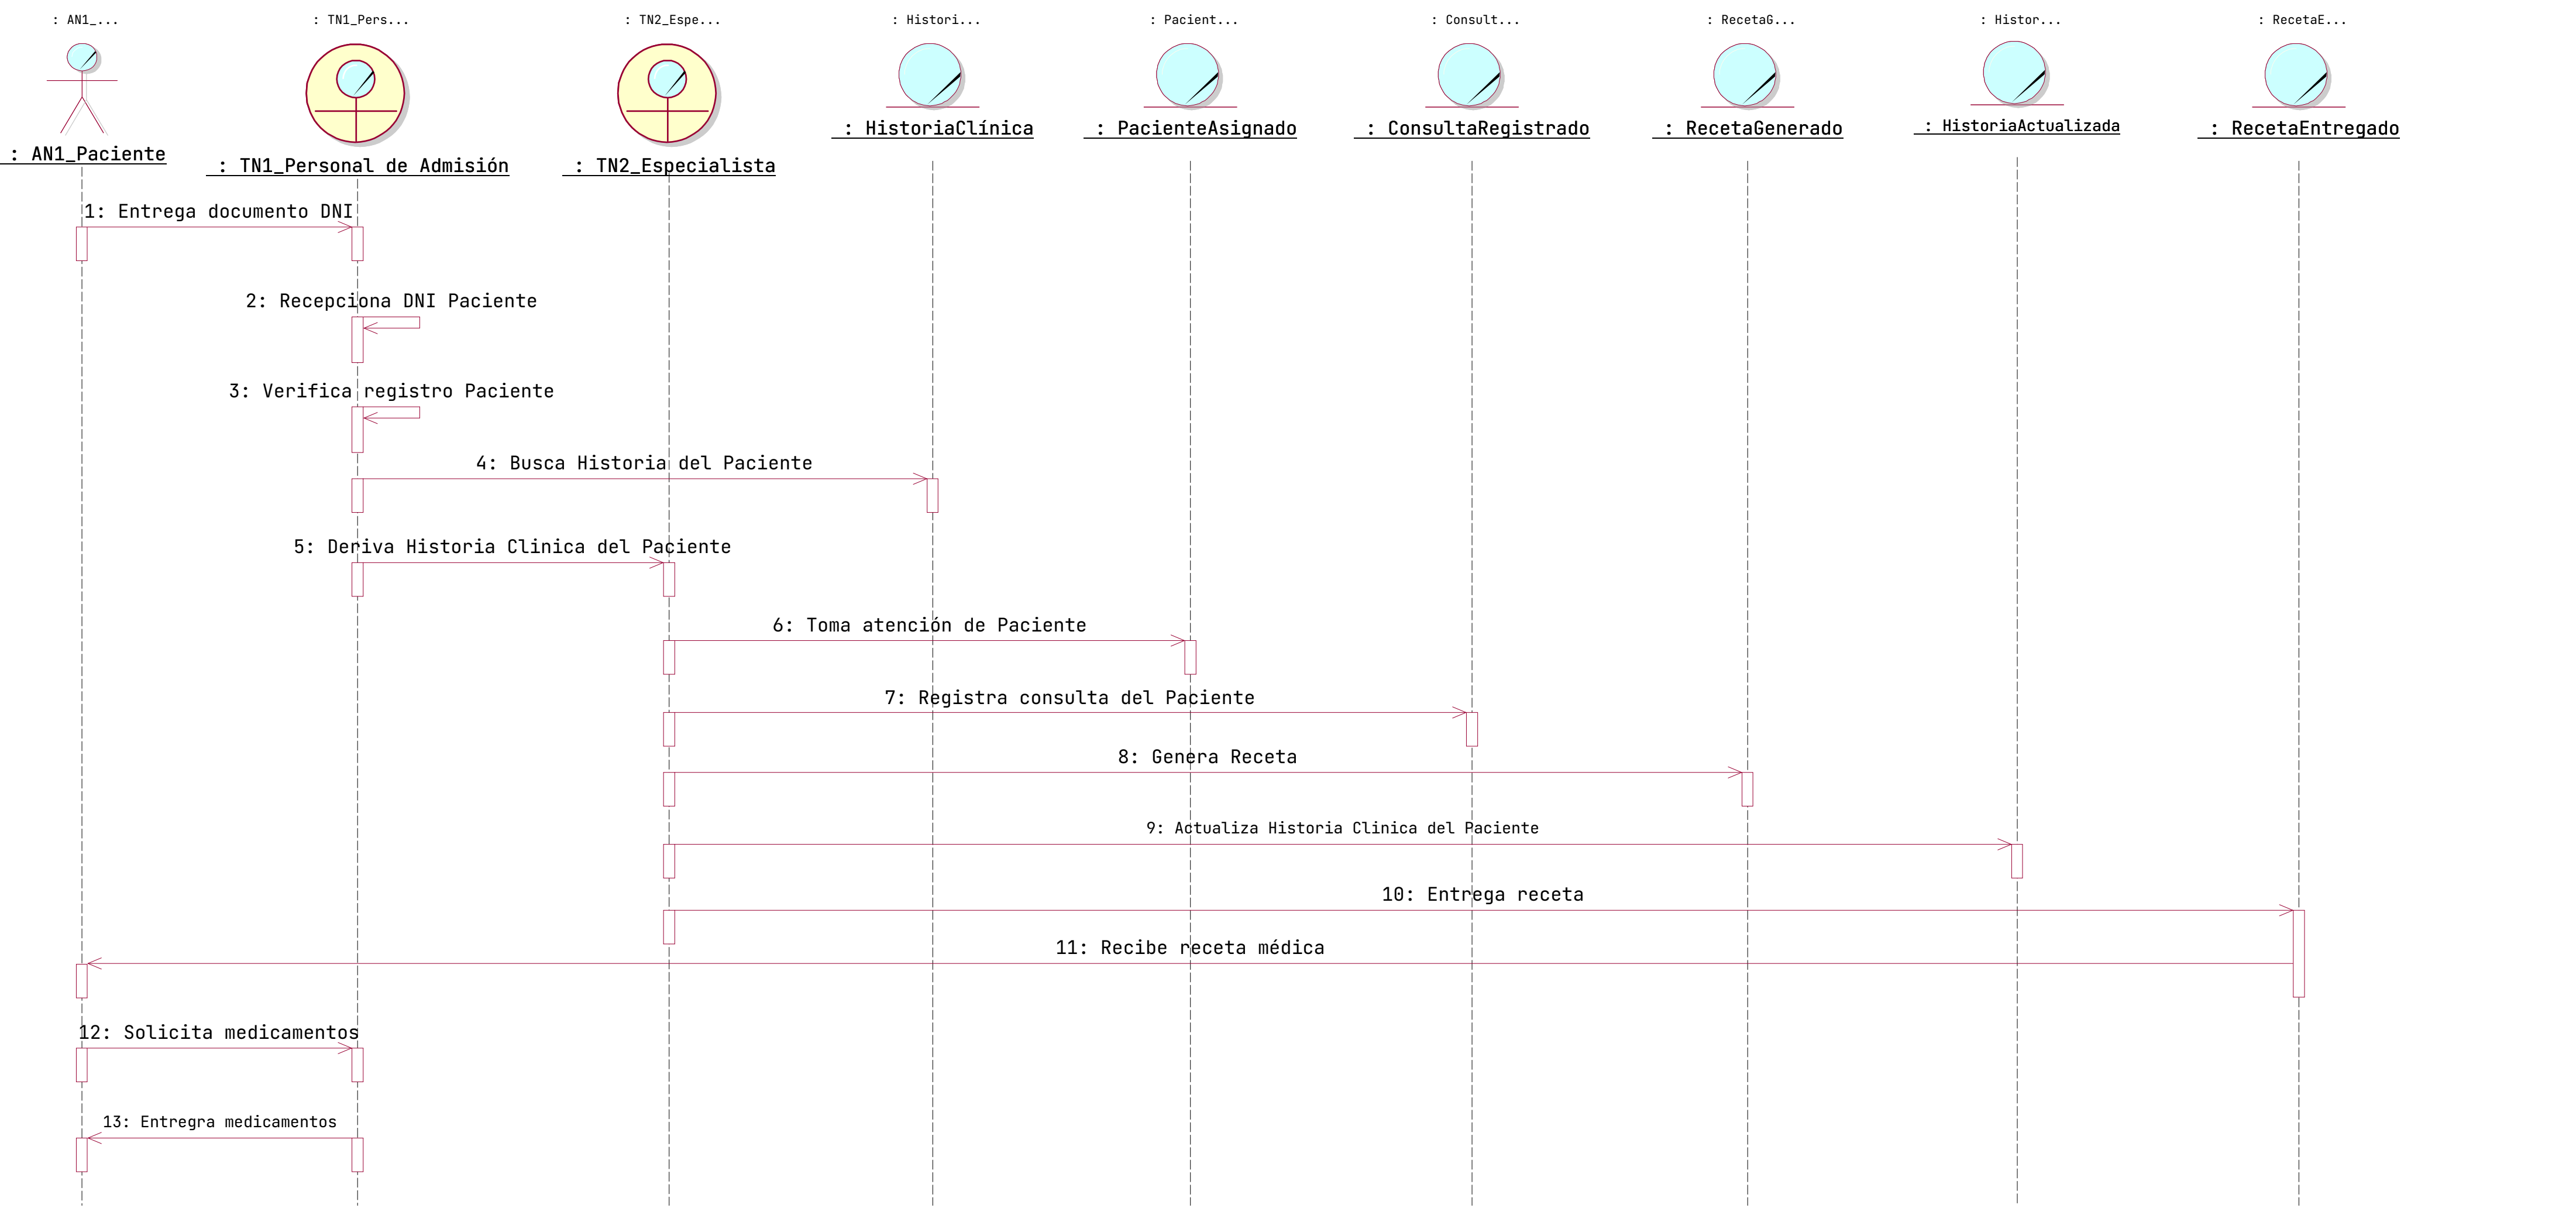 : AN1_...
: TN1_Pers...
: TN2_Espe...
: Histori...
: Pacient...
: Consult...
: RecetaG...
: Histor...
: RecetaE...
: AN1_Paciente
: TN1_Personal de Admisión
: TN2_Especialista
: HistoriaClínica
: PacienteAsignado
: ConsultaRegistrado
: RecetaGenerado
: HistoriaActualizada
: RecetaEntregado
1: Entrega documento DNI
2: Recepciona DNI Paciente
3: Verifica registro Paciente
4: Busca Historia del Paciente
5: Deriva Historia Clinica del Paciente
6: Toma atención de Paciente
7: Registra consulta del Paciente
8: Genera Receta
9: Actualiza Historia Clinica del Paciente
10: Entrega receta
11: Recibe receta médica
12: Solicita medicamentos
13: Entregra medicamentos